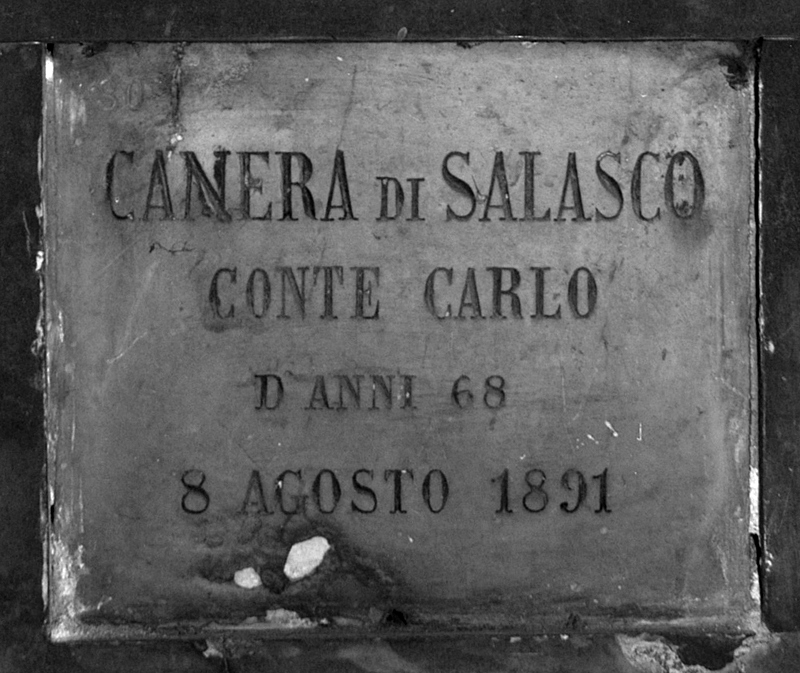 CANERA DI SALASCO
CONTE CARLO
D'ANNI 68
8 AGOSTO 1891